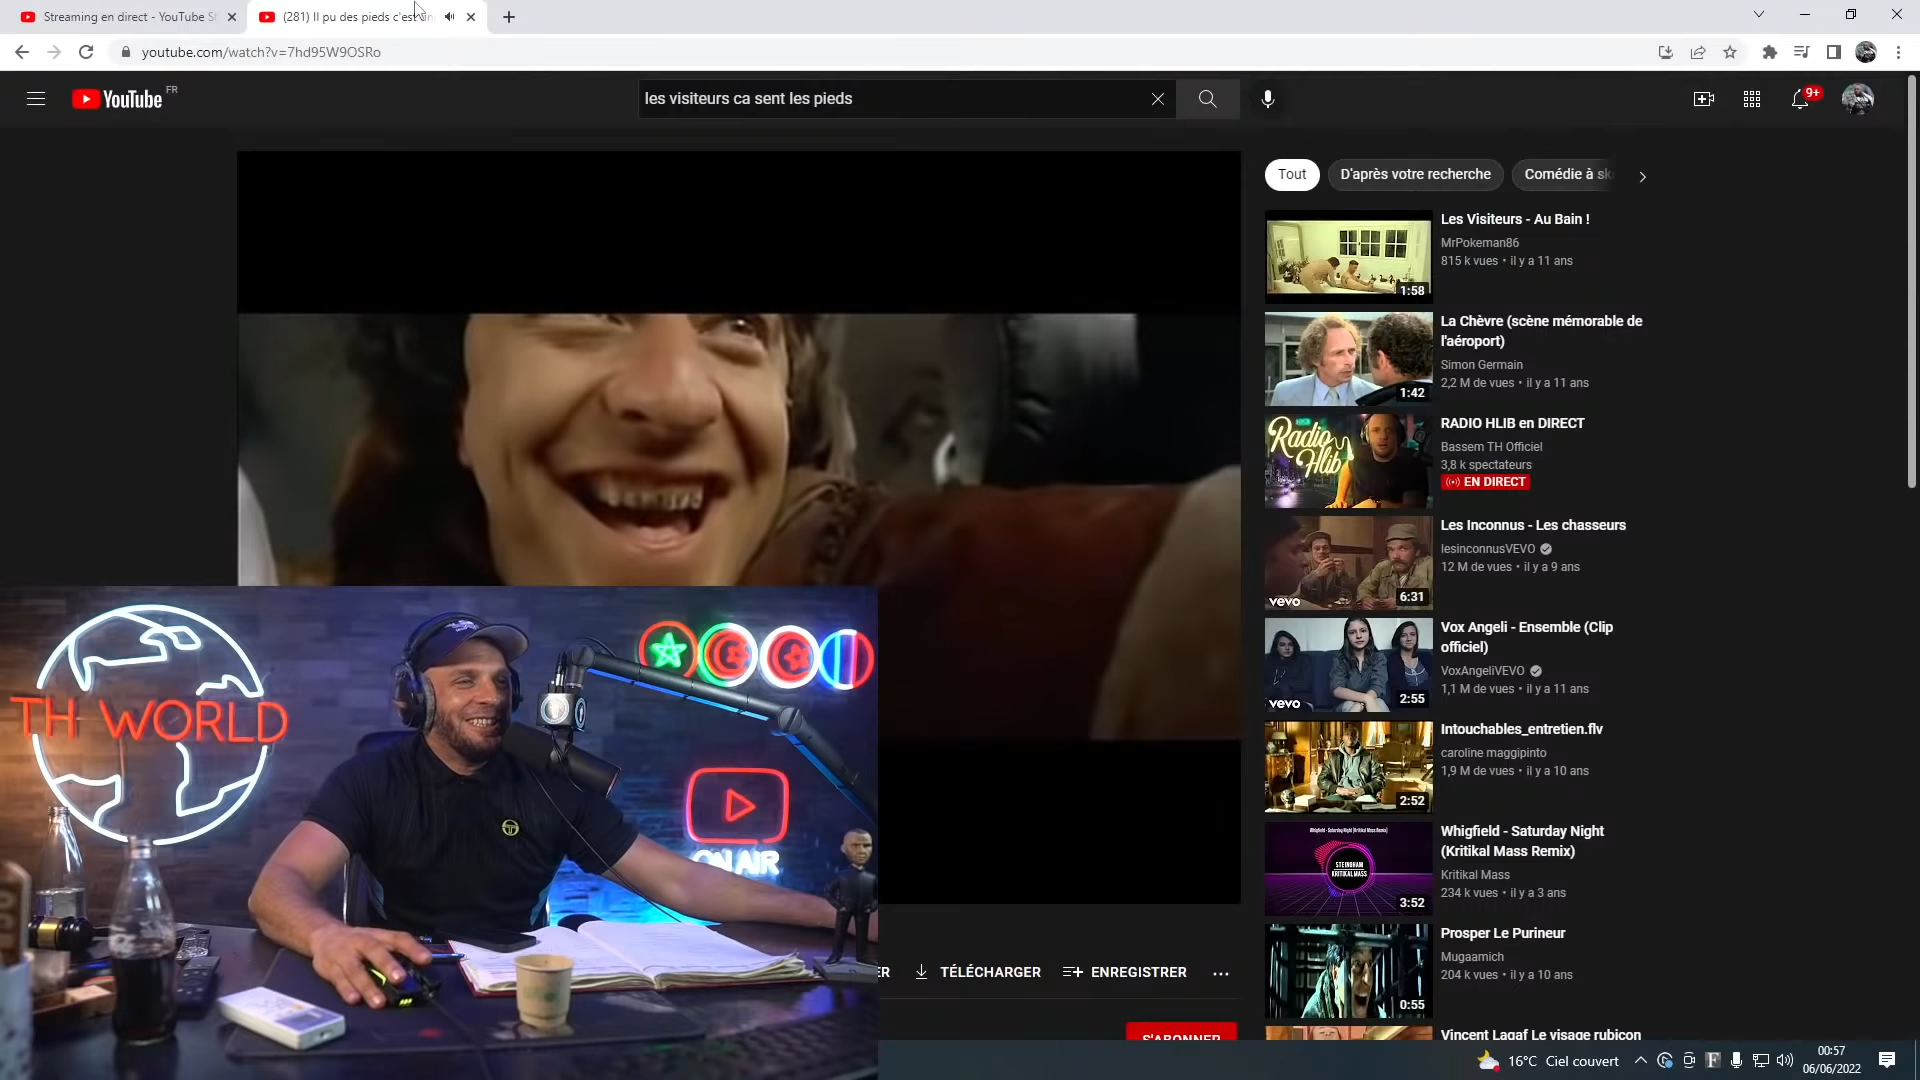 Streaming en direct - YouTube S
(281) Il pu des pieds c'est in
youtube.com/watch?v=7hd95W9OSRo
YouTube FR
les visiteurs ca sent les pieds
9+
Tout
D'après votre recherche
Comédie à sk
Les Visiteurs - Au Bain !
MrPokeman86
815 k vues • il y a 11 ans
1:58
La Chèvre (scène mémorable de
l'aéroport)
Simon Germain
2,2 M de vues • il y a 11 ans
1:42
Radio Hlib
RADIO HLIB en DIRECT
Bassem TH Officiel
3,8 k spectateurs
EN DIRECT
Les Inconnus - Les chasseurs
lesinconnusVEVO
12 M de vues • il y a 9 ans
vevo
6:31
Vox Angeli - Ensemble (Clip
officiel)
VoxAngeliVEVO
1,1 M de vues • il y a 11 ans
vevo
2:55
Intouchables_entretien.flv
caroline maggipinto
1,9 M de vues • il y a 10 ans
2:52
Whigfield - Saturday Night
(Kritikal Mass Remix)
Kritikal Mass
234 k vues • il y a 3 ans
3:52
Prosper Le Purineur
Mugaamich
204 k vues • il y a 10 ans
0:55
Vincent Lagaf Le visage rubicon
TH WORLD
ON AIR
ER
TÉLÉCHARGER
ENREGISTRER
...
S'ABONNER
16°C Ciel couvert
00:57
06/06/2022